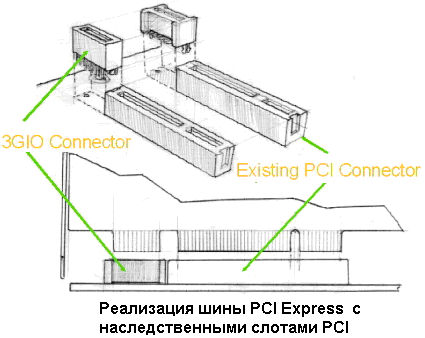 3GIO Connector
Existing PCI Connector
Реализация шины PCI Express с
наследственными слотами PCI